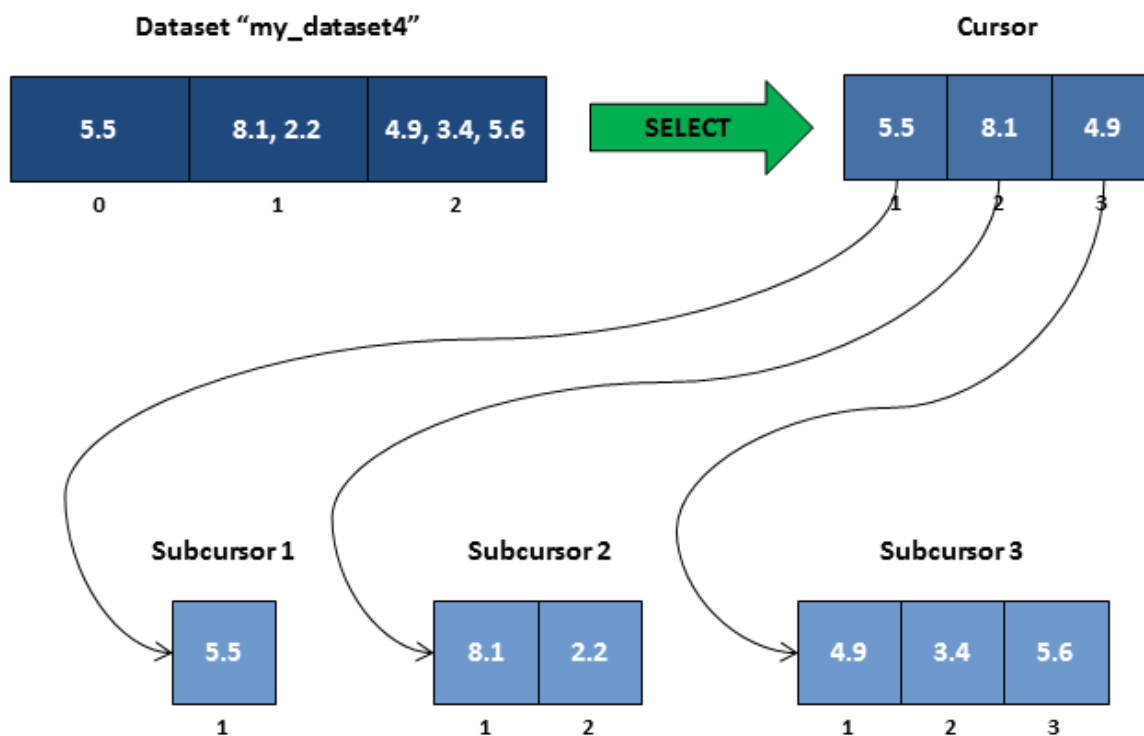 Dataset “my_dataset4”
Cursor
5.5 8.1, 2.2 4.9, 3.4, 5.6
SELECT
5.5 8.1 4.9
0 1 2
1 2 3
Subcursor 1 Subcursor 2 Subcursor 3
5.5 8.1 2.2 4.9 3.4 5.6
1 1 2 1 2 3